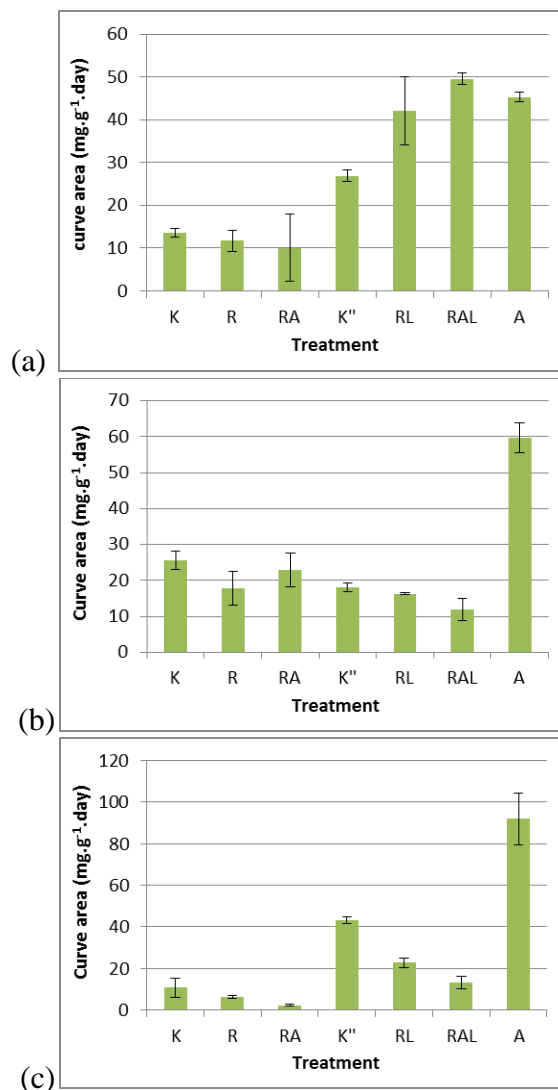 60
50
40
30
20
10
0
curve area (mg.g-1.day)
K R RA K" RL RAL A
Treatment
(a)
70
60
50
40
30
20
10
0
Curve area (mg.g-1.day)
K R RA K" RL RAL A
Treatment
(b)
120
100
80
60
40
20
0
Curve area (mg.g-1.day)
K R RA K" RL RAL A
Treatment
(c)